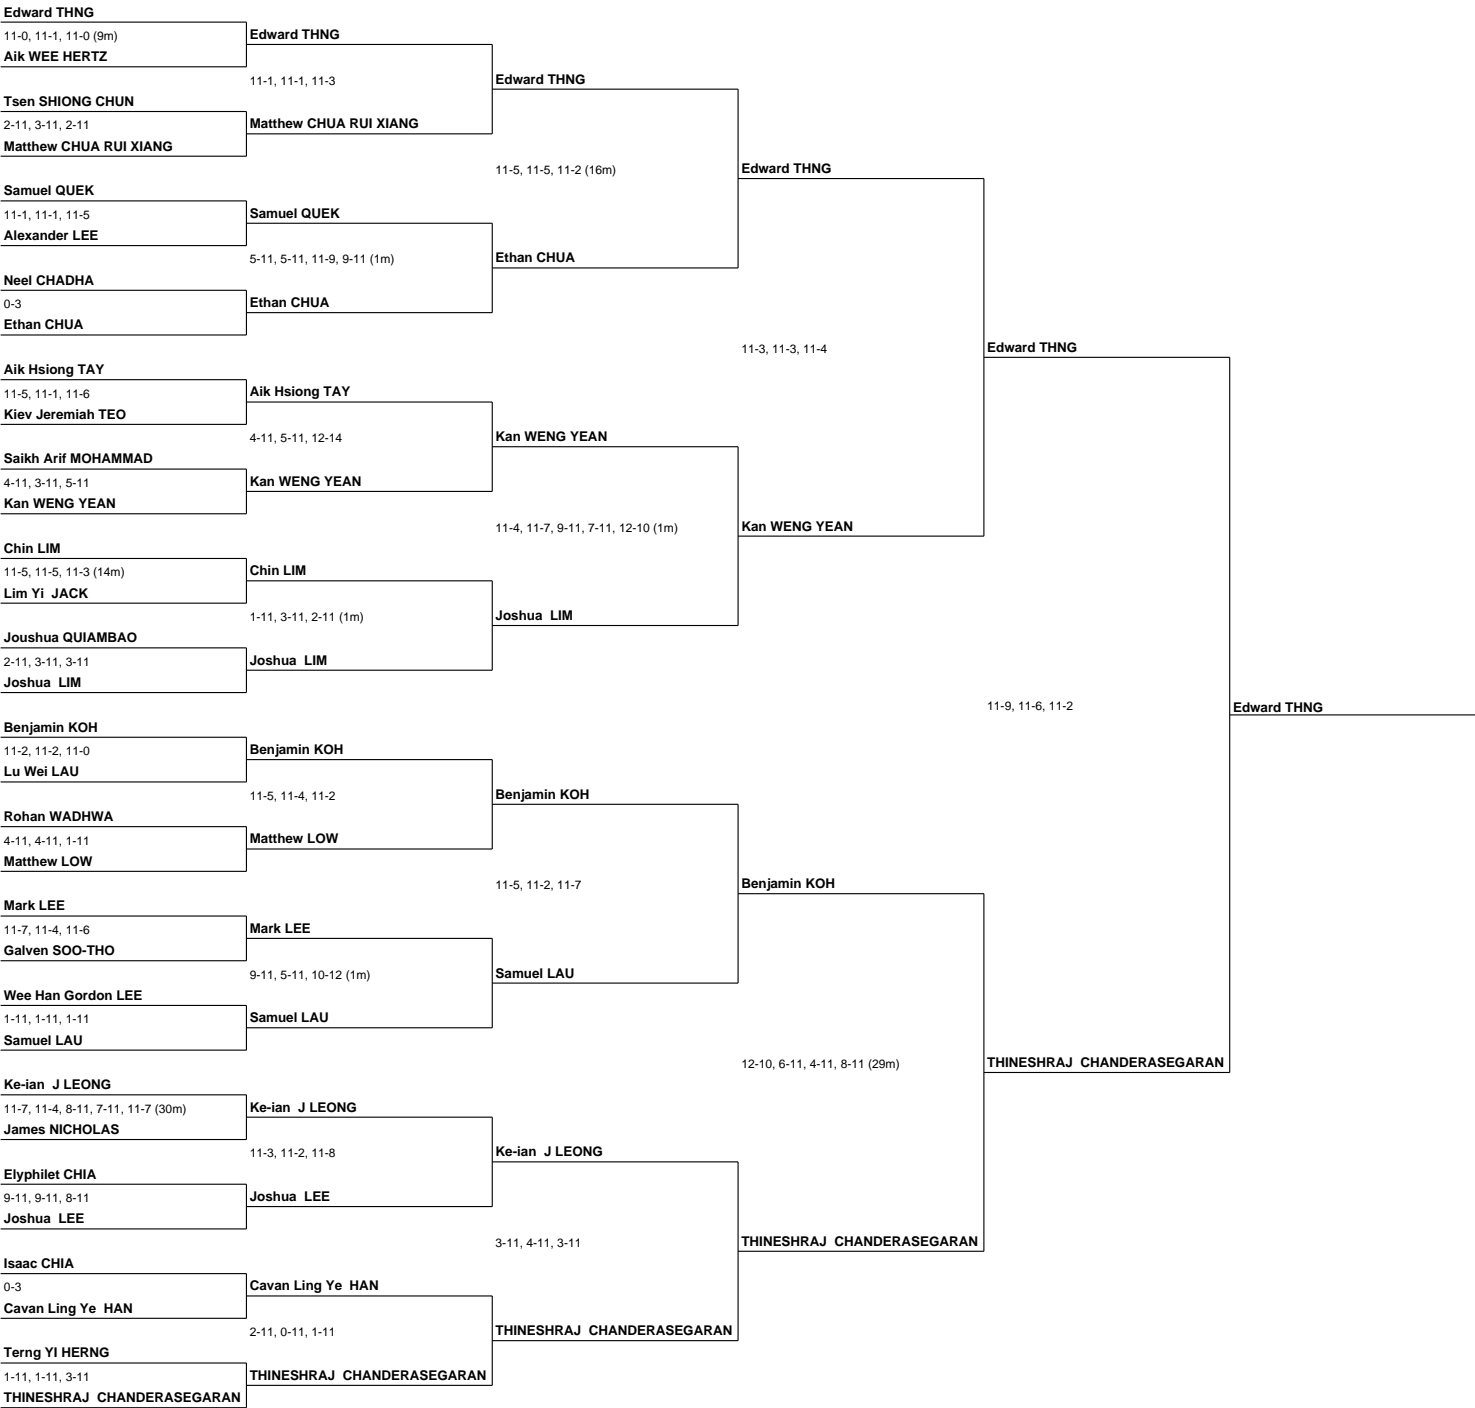 Edward THNG
11-0, 11-1, 11-0 (9m)
Edward THNG
Aik WEE HERTZ
11-1, 11-1, 11-3
Edward THNG
Tsen SHIONG CHUN
2-11, 3-11, 2-11
Matthew CHUA RUI XIANG
Matthew CHUA RUI XIANG
11-5, 11-5, 11-2 (16m)
Edward THNG
Samuel QUEK
11-1, 11-1, 11-5
Samuel QUEK
Alexander LEE
5-11, 5-11, 11-9, 9-11 (1m)
Ethan CHUA
Neel CHADHA
0-3
Ethan CHUA
Ethan CHUA
11-3, 11-3, 11-4
Edward THNG
Aik Hsiong TAY
11-5, 11-1, 11-6
Aik Hsiong TAY
Kiev Jeremiah TEO
4-11, 5-11, 12-14
Kan WENG YEAN
Saikh Arif MOHAMMAD
4-11, 3-11, 5-11
Kan WENG YEAN
Kan WENG YEAN
11-4, 11-7, 9-11, 7-11, 12-10 (1m)
Kan WENG YEAN
Chin LIM
11-5, 11-5, 11-3 (14m)
Chin LIM
Lim Yi  JACK
1-11, 3-11, 2-11 (1m)
Joshua  LIM
Joushua QUIAMBAO
2-11, 3-11, 3-11
Joshua  LIM
Joshua  LIM
11-9, 11-6, 11-2
Edward THNG
Benjamin KOH
11-2, 11-2, 11-0
Benjamin KOH
Lu Wei LAU
11-5, 11-4, 11-2
Benjamin KOH
Rohan WADHWA
4-11, 4-11, 1-11
Matthew LOW
Matthew LOW
11-5, 11-2, 11-7
Benjamin KOH
Mark LEE
11-7, 11-4, 11-6
Mark LEE
Galven SOO-THO
9-11, 5-11, 10-12 (1m)
Samuel LAU
Wee Han Gordon LEE
1-11, 1-11, 1-11
Samuel LAU
Samuel LAU
12-10, 6-11, 4-11, 8-11 (29m)
THINESHRAJ  CHANDERASEGARAN
Ke-ian  J LEONG
11-7, 11-4, 8-11, 7-11, 11-7 (30m)
Ke-ian  J LEONG
James NICHOLAS
11-3, 11-2, 11-8
Ke-ian  J LEONG
Elyphilet CHIA
9-11, 9-11, 8-11
Joshua  LEE
Joshua  LEE
3-11, 4-11, 3-11
THINESHRAJ  CHANDERASEGARAN
Isaac CHIA
0-3
Cavan Ling Ye  HAN
Cavan Ling Ye  HAN
2-11, 0-11, 1-11
THINESHRAJ  CHANDERASEGARAN
Terng YI HERNG
1-11, 1-11, 3-11
THINESHRAJ  CHANDERASEGARAN
THINESHRAJ  CHANDERASEGARAN